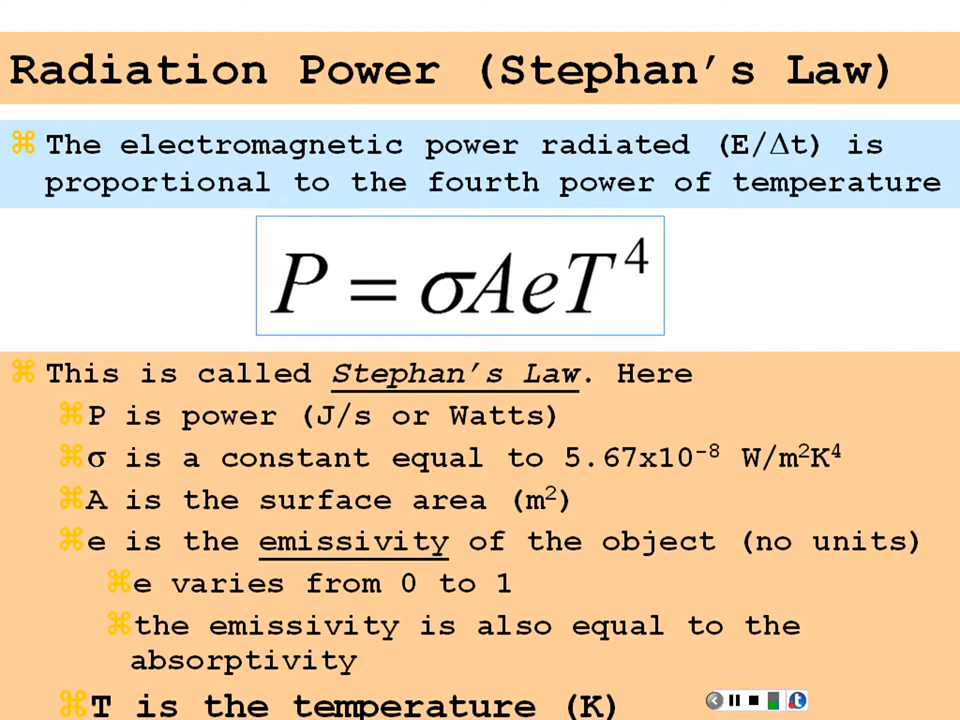 Radiation Power (Stephan’s Law)
The electromagnetic power radiated (E/Δt) is
proportional to the fourth power of temperature
P = σAeT⁴
This is called Stephan’s Law. Here
P is power (J/s or Watts)
σ is a constant equal to 5.67x10⁻⁸ W/m²K⁴
A is the surface area (m²)
e is the emissivity of the object (no units)
e varies from 0 to 1
the emissivity is also equal to the
absorptivity
T is the temperature (K)